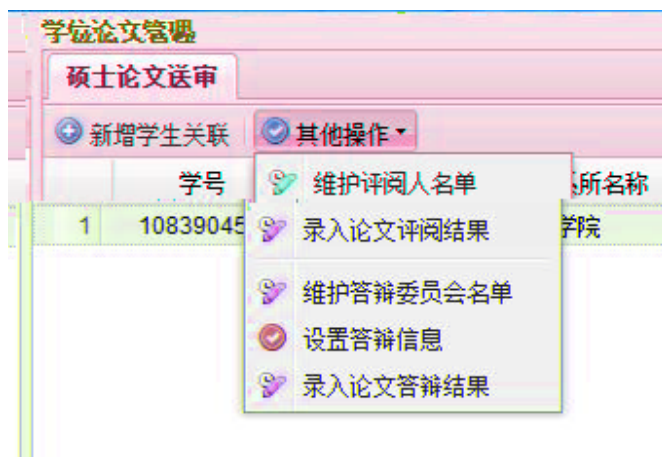 学位论文管理
硕士论文送审
新增学生关联 其他操作
学号 所名称
1 10839045 学院
维护评阅人名单
录入论文评阅结果
维护答辩委员会名单
设置答辩信息
录入论文答辩结果